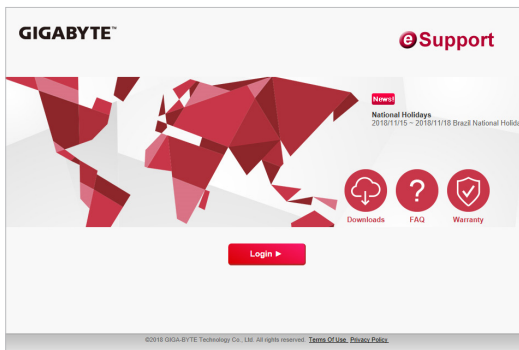 GIGABYTE™
eSupport
News!
National Holidays
2018/11/15 ~ 2018/11/18 Brazil National Holida
Downloads
FAQ
Warranty
Login ►
©2018 GIGA-BYTE Technology Co., Ltd. All rights reserved. Terms Of Use Privacy Policy